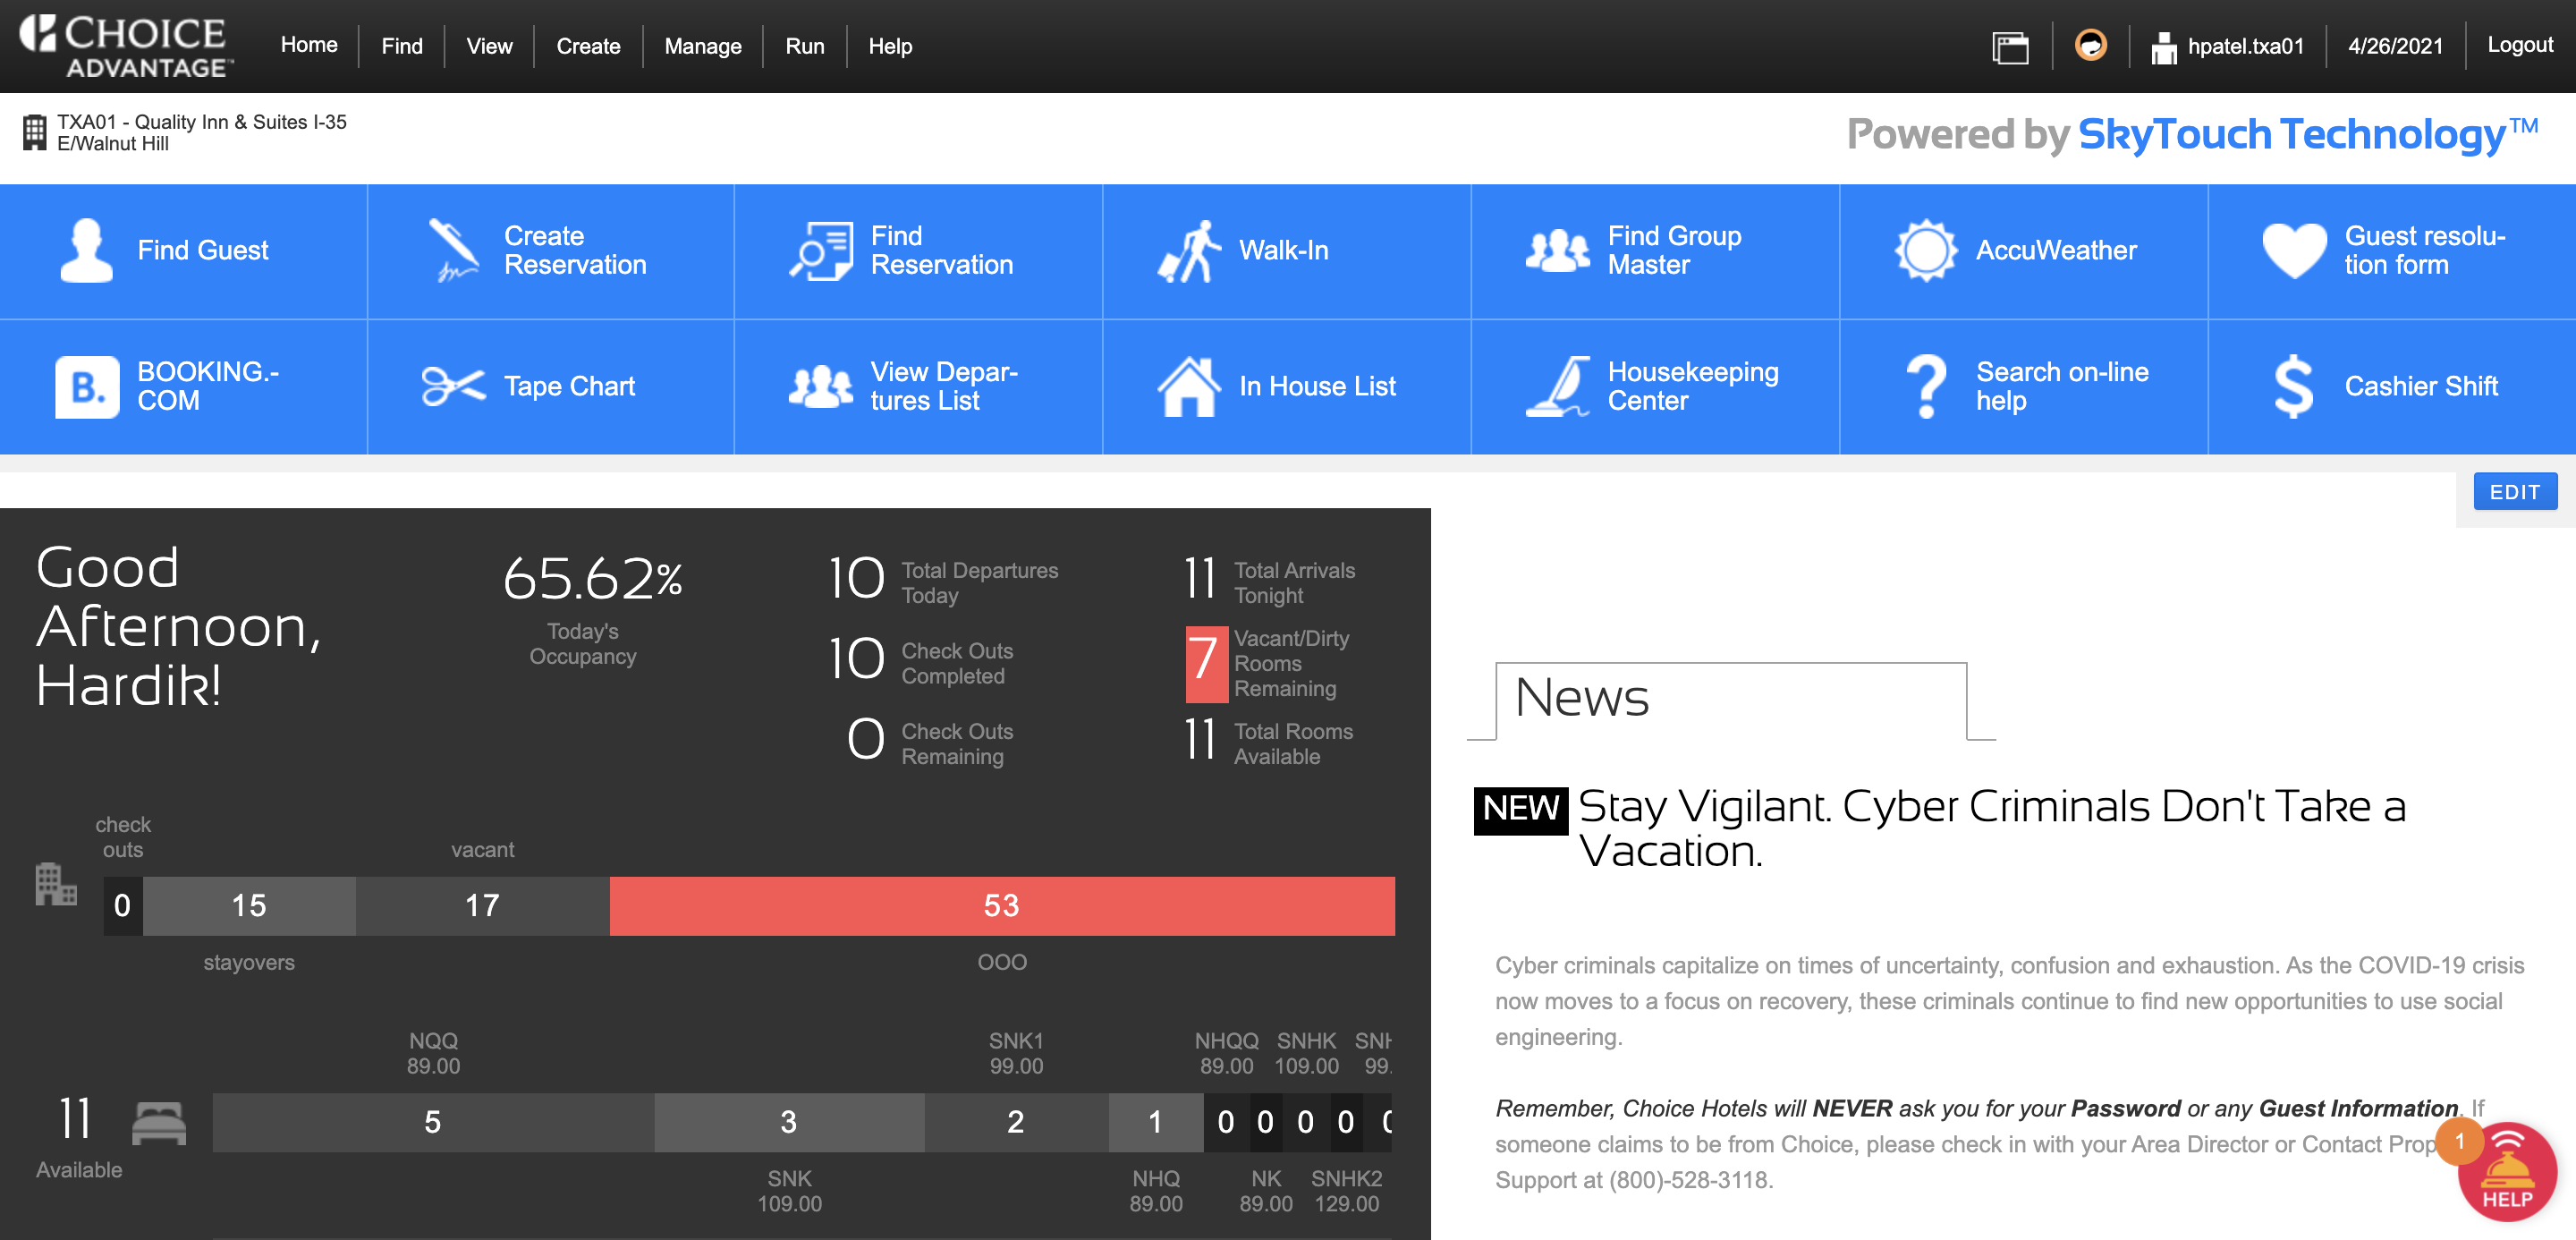 CHOICE
ADVANTAGE™
Home
Find
View
Create
Manage
Run
Help
hpatel.txa01
4/26/2021
Logout
TXA01 - Quality Inn & Suites I-35
E/Walnut Hill
Powered by SkyTouch Technology™
Find Guest
Create
Reservation
Find
Reservation
Walk-In
Find Group
Master
AccuWeather
Guest resolu-
tion form
B.
BOOKING.-
COM
Tape Chart
View Depar-
tures List
In House List
Housekeeping
Center
?
Search on-line
help
$
Cashier Shift
EDIT
Good
Afternoon,
Hardik!
65.62%
Today's
Occupancy
10 Total Departures
Today
10 Check Outs
Completed
0 Check Outs
Remaining
11 Total Arrivals
Tonight
7 Vacant/Dirty
Rooms
Remaining
11 Total Rooms
Available
check
outs
vacant
0 15 17 53
stayovers
OOO
NQQ
89.00
SNK1
99.00
NHQQ
89.00
SNHK
109.00
SNH
99.
11
Available
5 3 2 1 0 0 0 0 0
SNK
109.00
NHQ
89.00
NK
89.00
SNHK2
129.00
News
NEW Stay Vigilant. Cyber Criminals Don't Take a
Vacation.
Cyber criminals capitalize on times of uncertainty, confusion and exhaustion. As the COVID-19 crisis
now moves to a focus on recovery, these criminals continue to find new opportunities to use social
engineering.
Remember, Choice Hotels will NEVER ask you for your Password or any Guest Information. If
someone claims to be from Choice, please check in with your Area Director or Contact Prop
Support at (800)-528-3118.
1
HELP